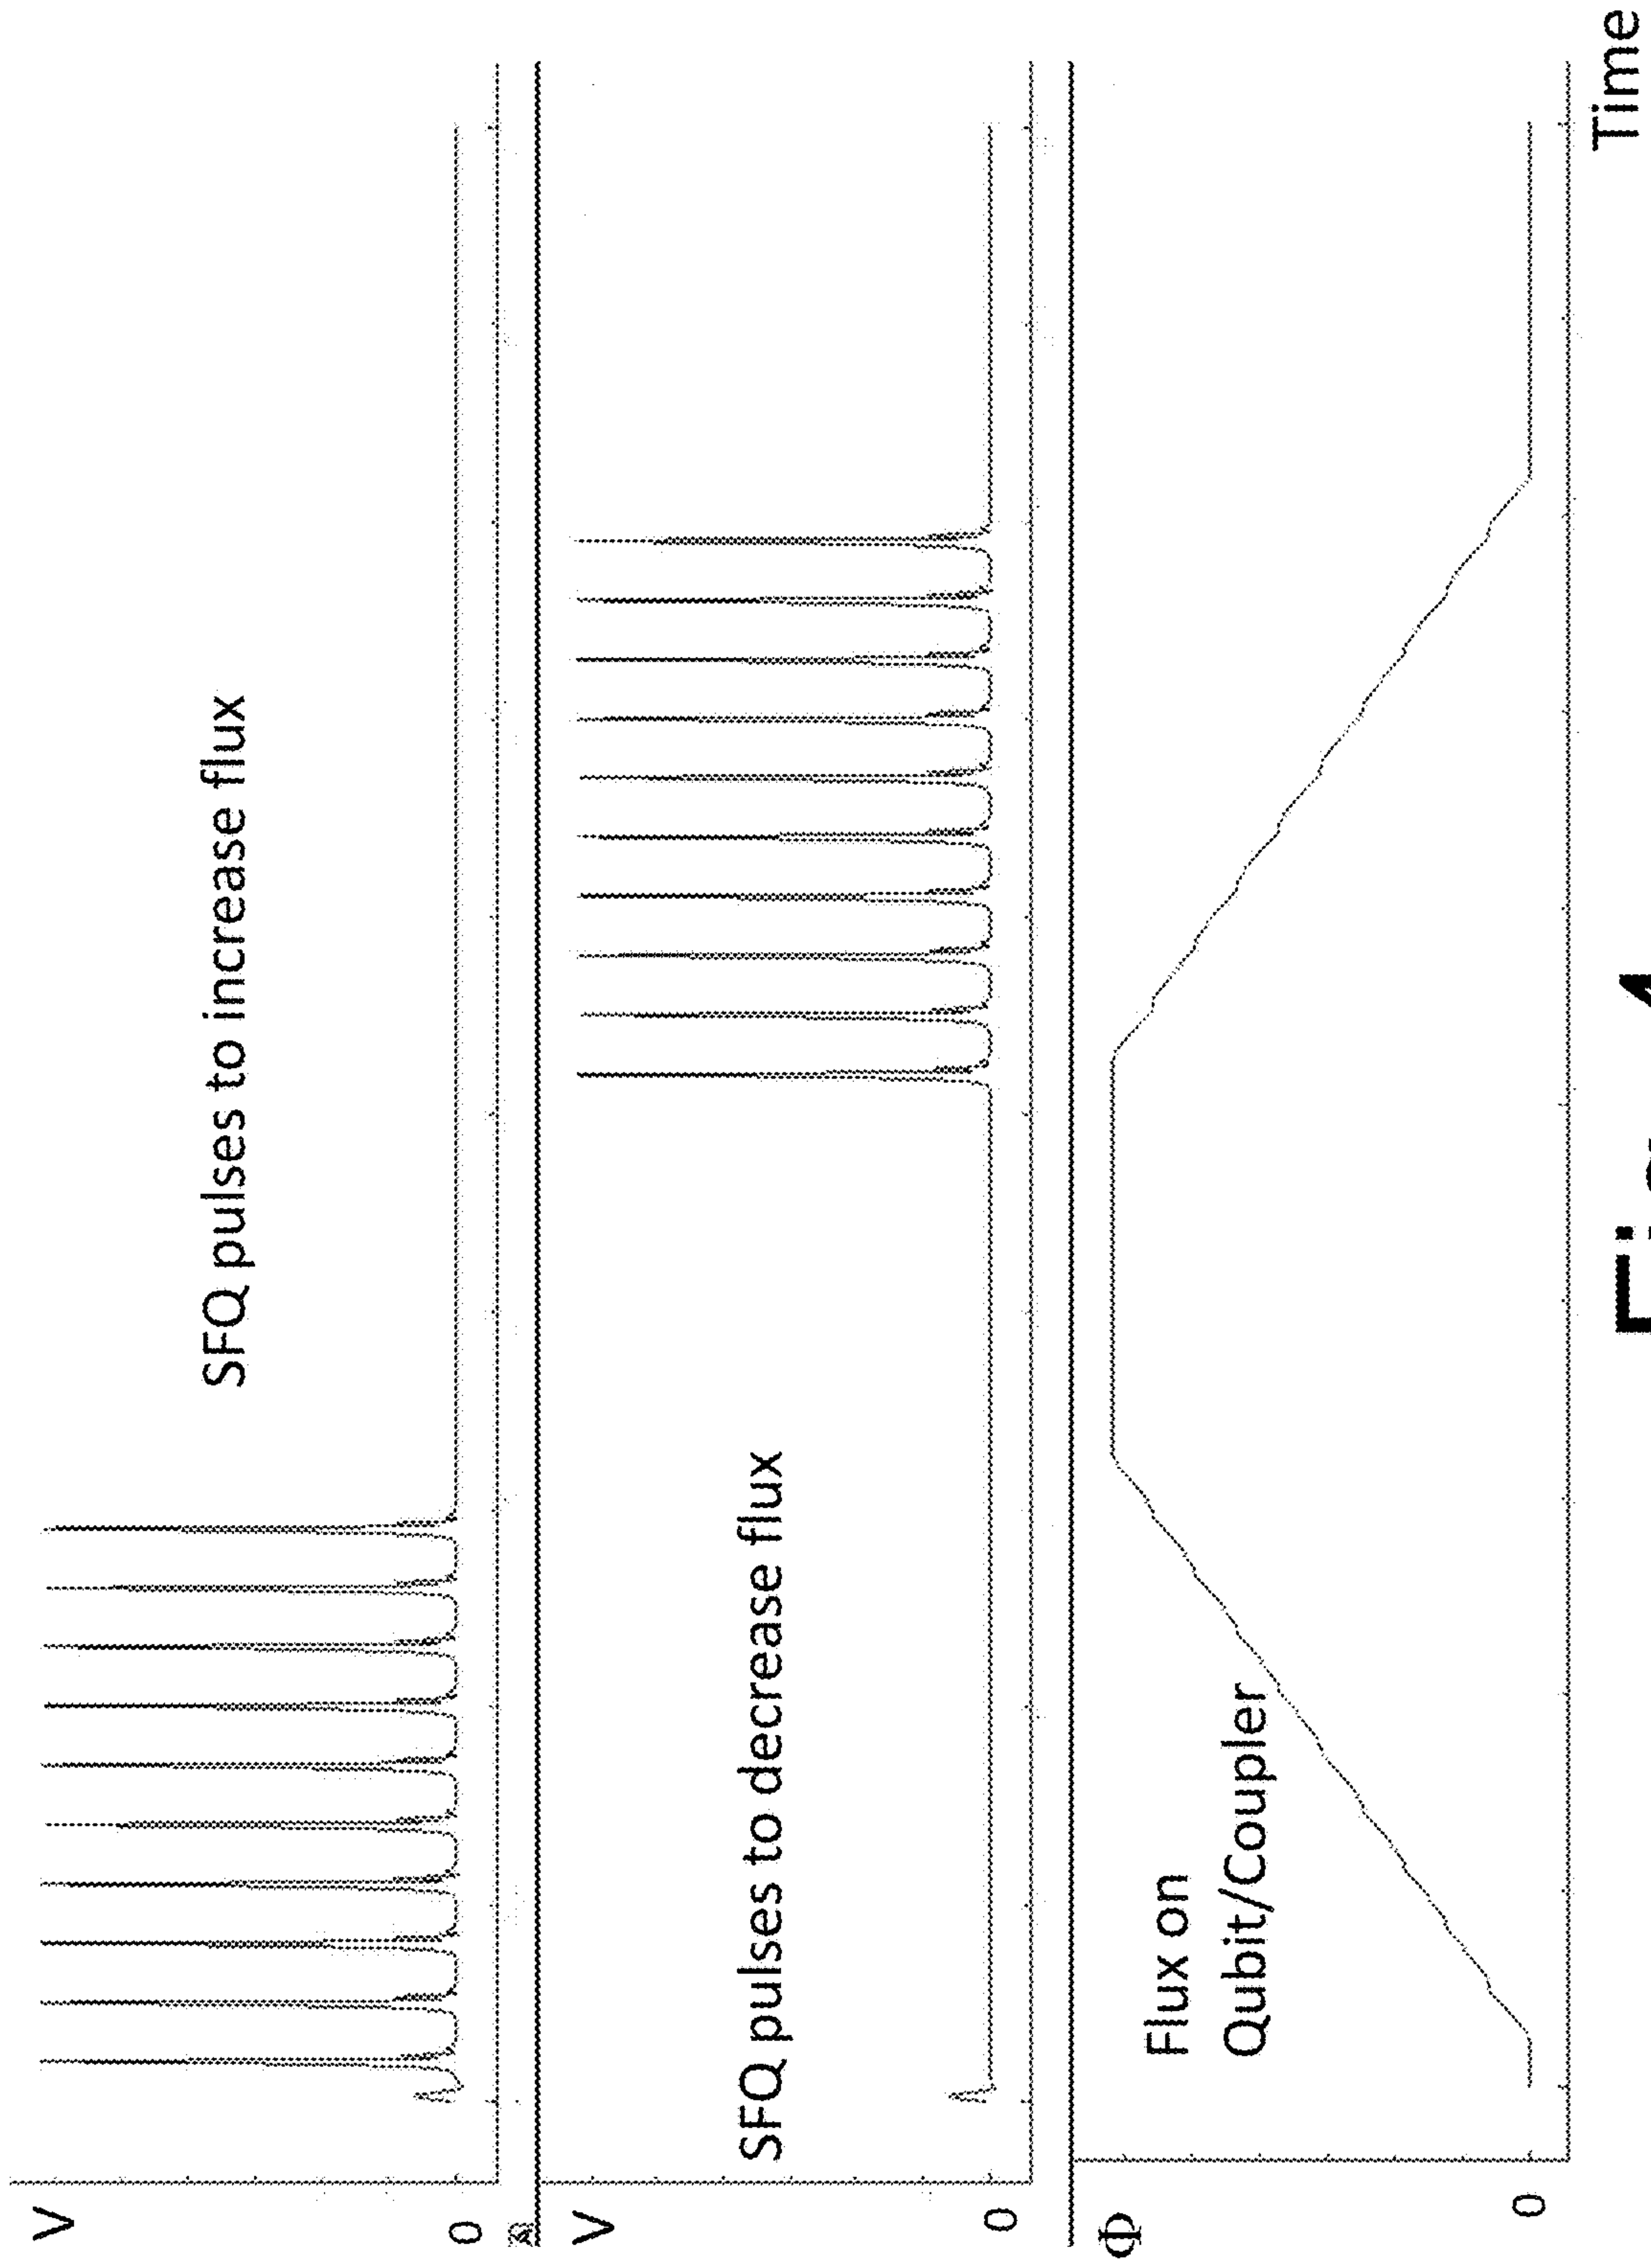 V
SFQ pulses to increase flux
0
V
SFQ pulses to decrease flux
0
Φ
Flux on
Qubit/Coupler
0
Time